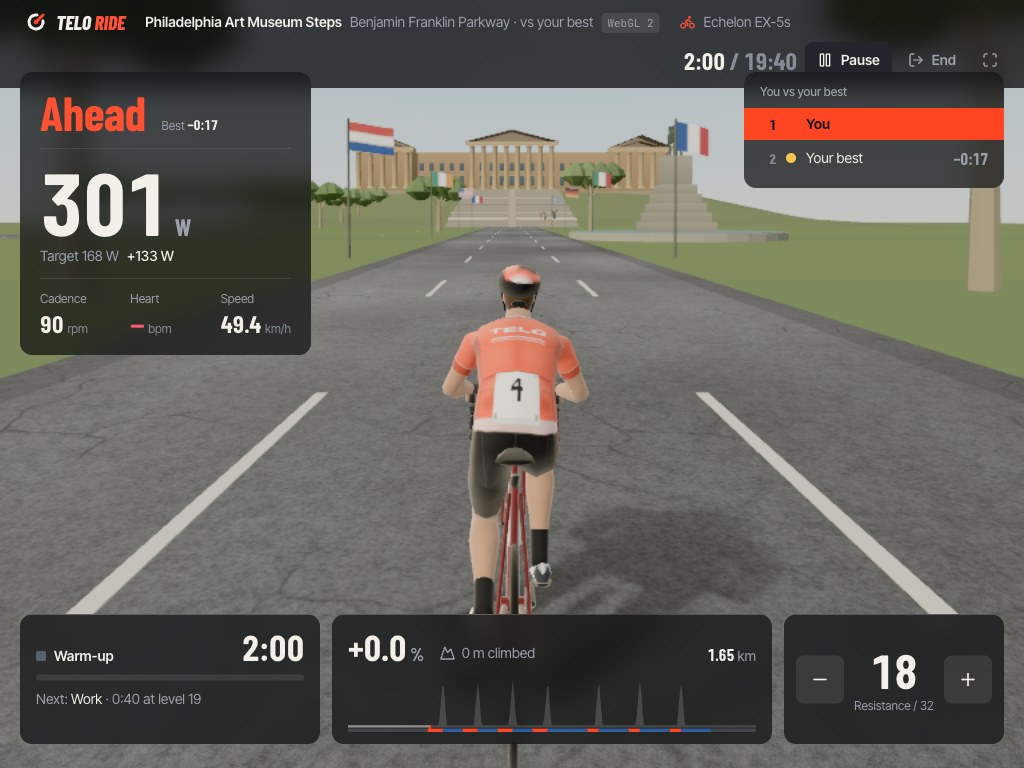 TELO RIDE Philadelphia Art Museum Steps Benjamin Franklin Parkway · vs your best WebGL 2 Echelon EX-5s
2:00 / 19:40 Pause End
Ahead Best −0:17
301 W
Target 168 W +133 W
Cadence Heart Speed
90 rpm — bpm 49.4 km/h
You vs your best
1 You
2 Your best −0:17
TELO
4
Warm-up 2:00
Next: Work · 0:40 at level 19
+0.0 % 0 m climbed 1.65 km
− 18 +
Resistance / 32